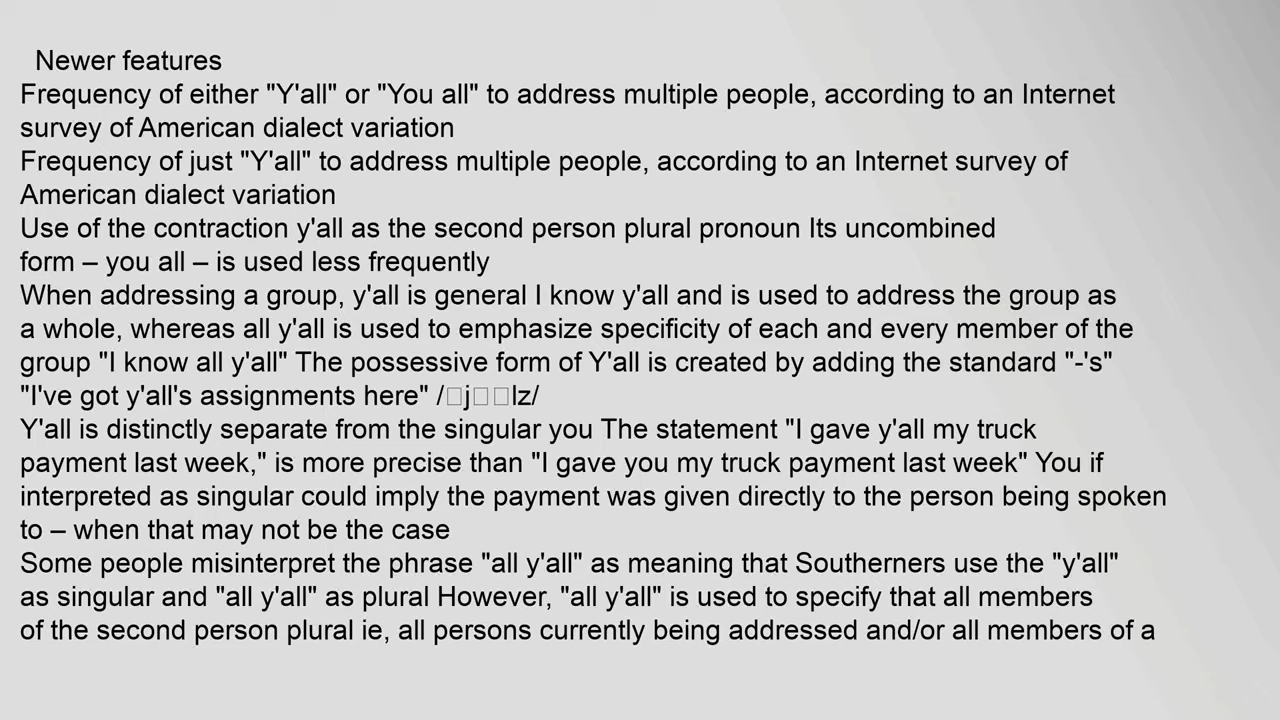 Newer features
Frequency of either "Y'all" or "You all" to address multiple people, according to an Internet
survey of American dialect variation
Frequency of just "Y'all" to address multiple people, according to an Internet survey of
American dialect variation
Use of the contraction y'all as the second person plural pronoun Its uncombined
form – you all – is used less frequently
When addressing a group, y'all is general I know y'all and is used to address the group as
a whole, whereas all y'all is used to emphasize specificity of each and every member of the
group "I know all y'all" The possessive form of Y'all is created by adding the standard "-'s"
"I've got y'all's assignments here" /□j□□lz/
Y'all is distinctly separate from the singular you The statement "I gave y'all my truck
payment last week," is more precise than "I gave you my truck payment last week" You if
interpreted as singular could imply the payment was given directly to the person being spoken
to – when that may not be the case
Some people misinterpret the phrase "all y'all" as meaning that Southerners use the "y'all"
as singular and "all y'all" as plural However, "all y'all" is used to specify that all members
of the second person plural ie, all persons currently being addressed and/or all members of a